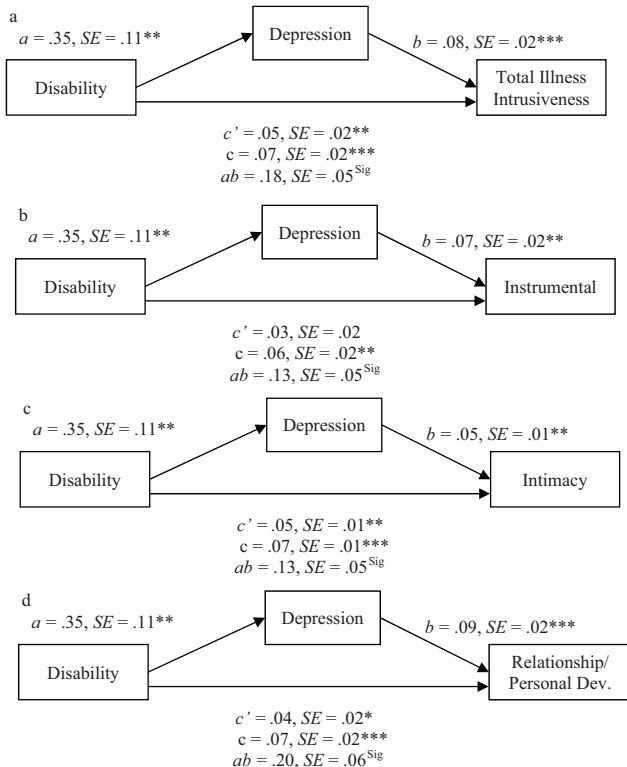 a
a = .35, SE = .11**
Depression
b = .08, SE = .02***
Disability
Total Illness
Intrusiveness
c’ = .05, SE = .02**
c = .07, SE = .02***
ab = .18, SE = .05Sig
b
a = .35, SE = .11**
Depression
b = .07, SE = .02**
Disability
Instrumental
c’ = .03, SE = .02
c = .06, SE = .02**
ab = .13, SE = .05Sig
c
a = .35, SE = .11**
Depression
b = .05, SE = .01**
Disability
Intimacy
c’ = .05, SE = .01**
c = .07, SE = .01***
ab = .13, SE = .05Sig
d
a = .35, SE = .11**
Depression
b = .09, SE = .02***
Disability
Relationship/
Personal Dev.
c’ = .04, SE = .02*
c = .07, SE = .02***
ab = .20, SE = .06Sig